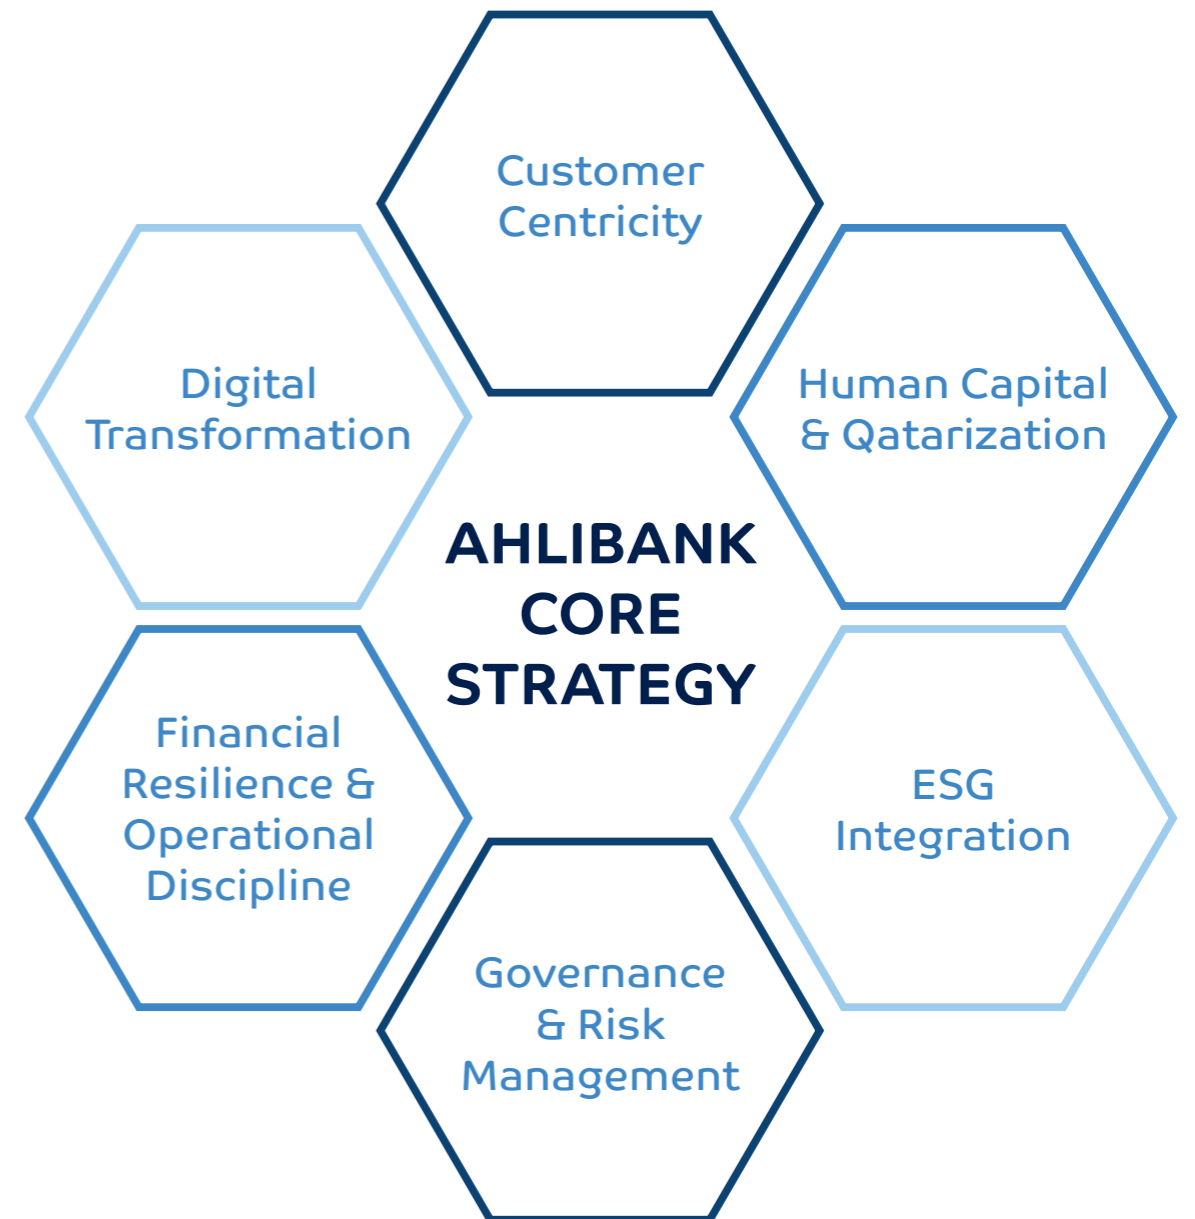 Customer
Centricity
Digital
Transformation
Human Capital
& Qatarization
AHLIBANK
CORE
STRATEGY
Financial
Resilience &
Operational
Discipline
ESG
Integration
Governance
& Risk
Management